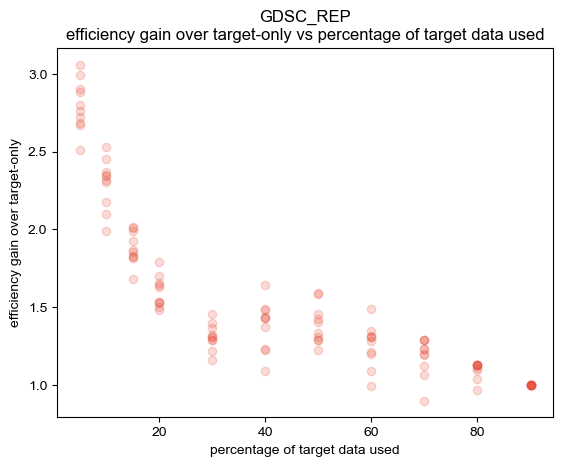 GDSC_REP
efficiency gain over target-only vs percentage of target data used
efficiency gain over target-only
3.0
2.5
2.0
1.5
1.0
20
40
60
80
percentage of target data used